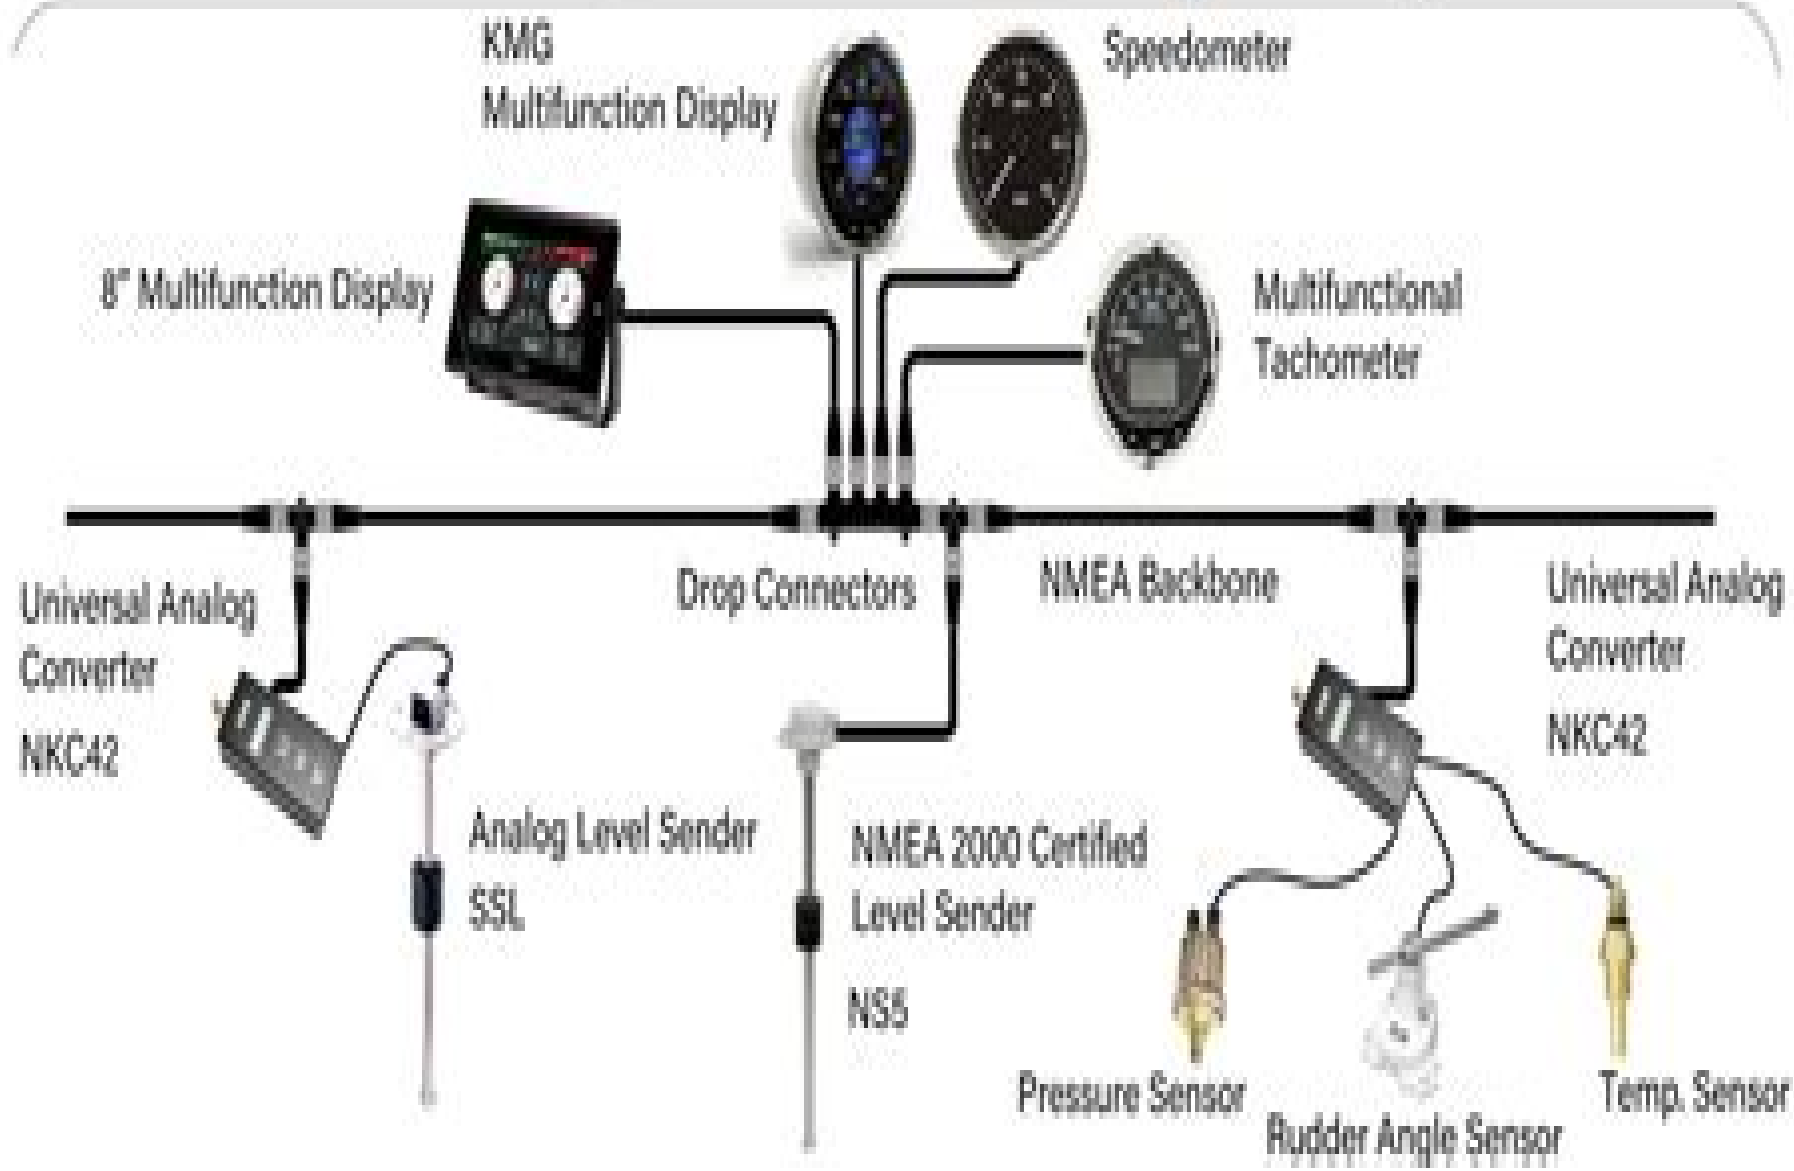 KMG
Multifunction Display
Speedometer
8" Multifunction Display
Multifunctional
Tachometer
Drop Connectors
NMEA Backbone
Universal Analog
Converter
NKC42
Universal Analog
Converter
NKC42
Analog Level Sender
SSL
NMEA 2000 Certified
Level Sender
Pressure Sensor
Rudder Angle Sensor
Temp. Sensor